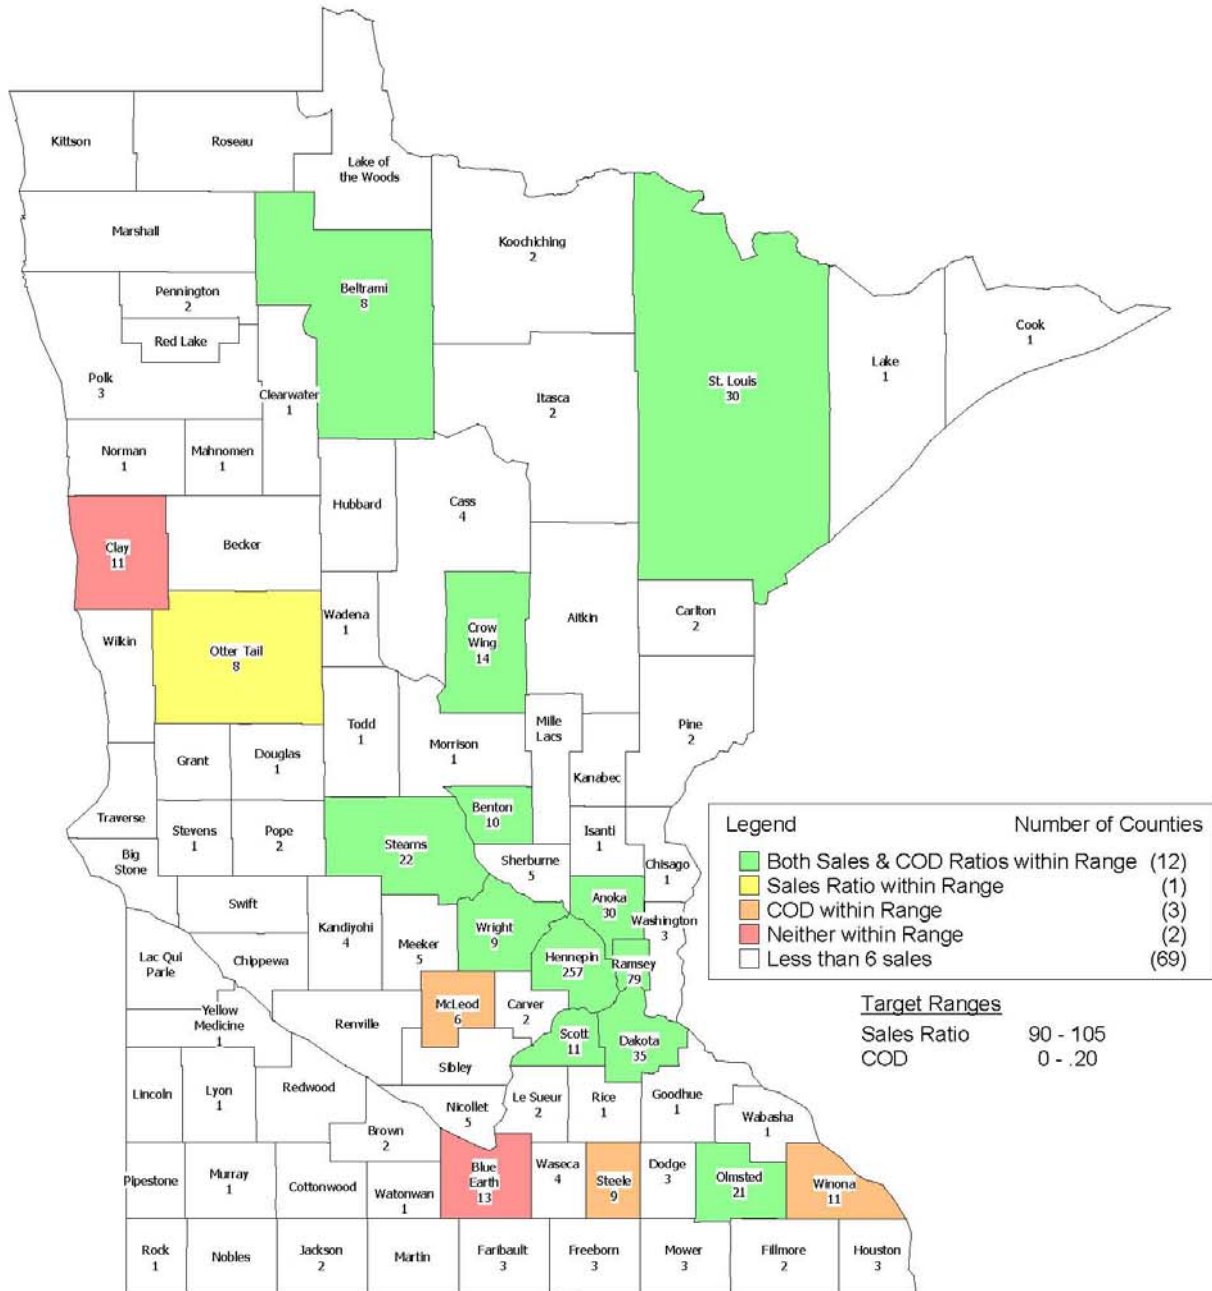 Kittson
Roseau
Lake of
the Woods
Marshall
Koochiching
2
Pennington
2
Beltrami
8
Red Lake
Cook
1
Lake
1
Polk
3
St. Louis
30
Clearwater
1
Itasca
2
Norman
1
Mahnomen
1
Hubbard
Cass
4
Clay
11
Becker
Wadena
1
Crow
Wing
14
Aitkin
Carlton
2
Wilkin
Otter Tail
8
Todd
1
Morrison
1
Mille
Lacs
Pine
2
Grant
Douglas
1
Kanabec
Traverse
Stevens
1
Pope
2
Benton
10
Isanti
1
Big
Stone
Stearns
22
Sherburne
5
Chisago
1
Swift
Kandiyohi
4
Meeker
5
Wright
9
Anoka
30
Washington
3
Lac Qui
Parle
Chippewa
Hennepin
257
Ramsey
79
Yellow
Medicine
1
Renville
McLeod
6
Carver
2
Scott
11
Dakota
35
Sibley
Lincoln
Lyon
1
Redwood
Nicollet
5
Le Sueur
2
Rice
1
Goodhue
1
Wabasha
1
Brown
2
Pipestone
Murray
1
Cottonwood
Watonwan
1
Blue
Earth
13
Waseca
4
Steele
9
Dodge
3
Olmsted
21
Winona
11
Rock
1
Nobles
Jackson
2
Martin
Faribault
3
Freeborn
3
Mower
3
Fillmore
2
Houston
3
Legend Number of Counties
Both Sales & COD Ratios within Range (12)
Sales Ratio within Range (1)
COD within Range (3)
Neither within Range (2)
Less than 6 sales (69)
Target Ranges
Sales Ratio 90 - 105
COD 0 - .20